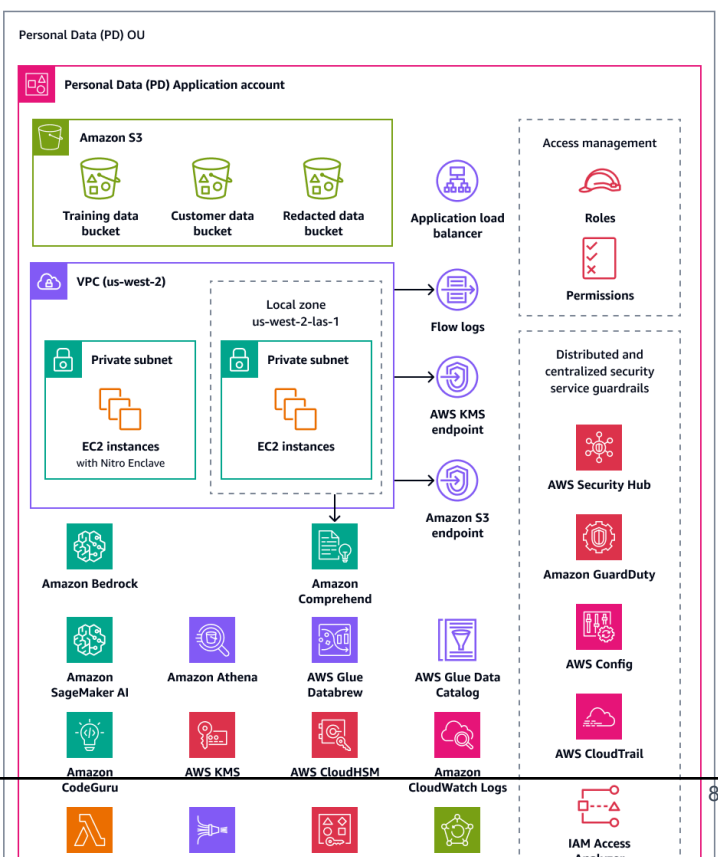 Personal Data (PD) OU
Personal Data (PD) Application account
Amazon S3
Training data
bucket
Customer data
bucket
Redacted data
bucket
Application load
balancer
Access management
Roles
Permissions
VPC (us-west-2)
Local zone
us-west-2-las-1
Private subnet
EC2 instances
with Nitro Enclave
Private subnet
EC2 instances
Flow logs
AWS KMS
endpoint
Amazon S3
endpoint
Distributed and
centralized security
service guardrails
AWS Security Hub
Amazon GuardDuty
AWS Config
AWS CloudTrail
IAM Access
Analyzer
Amazon Bedrock
Amazon
Comprehend
Amazon
SageMaker AI
Amazon Athena
AWS Glue
Databrew
AWS Glue Data
Catalog
Amazon
CodeGuru
AWS KMS
AWS CloudHSM
Amazon
CloudWatch Logs
8